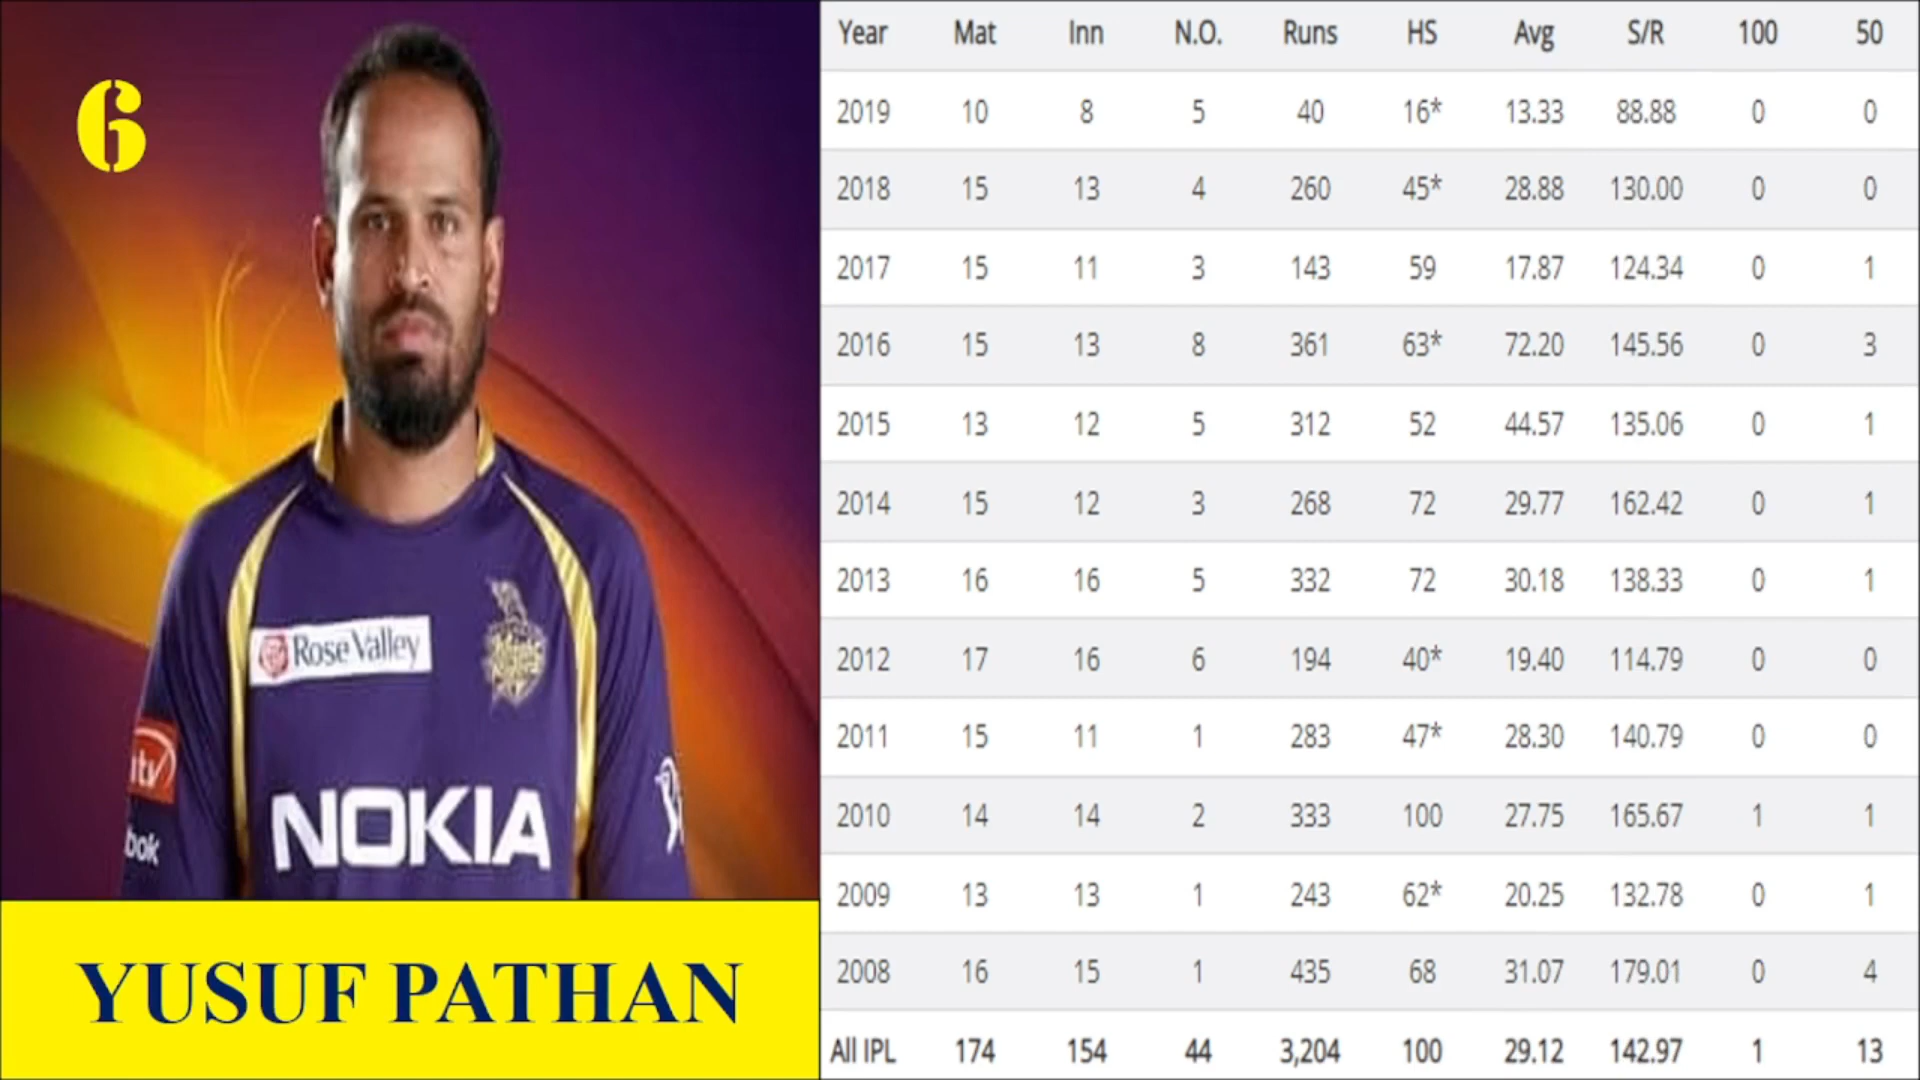 6
Rose Valley
NOKIA
YUSUF PATHAN
Year Mat Inn N.O. Runs HS Avg S/R 100 50
2019 10 8 5 40 16* 13.33 88.88 0 0
2018 15 13 4 260 45* 28.88 130.00 0 0
2017 15 11 3 143 59 17.87 124.34 0 1
2016 15 13 8 361 63* 72.20 145.56 0 3
2015 13 12 5 312 52 44.57 135.06 0 1
2014 15 12 3 268 72 29.77 162.42 0 1
2013 16 16 5 332 72 30.18 138.33 0 1
2012 17 16 6 194 40* 19.40 114.79 0 0
2011 15 11 1 283 47* 28.30 140.79 0 0
2010 14 14 2 333 100 27.75 165.67 1 1
2009 13 13 1 243 62* 20.25 132.78 0 1
2008 16 15 1 435 68 31.07 179.01 0 4
All IPL 174 154 44 3,204 100 29.12 142.97 1 13